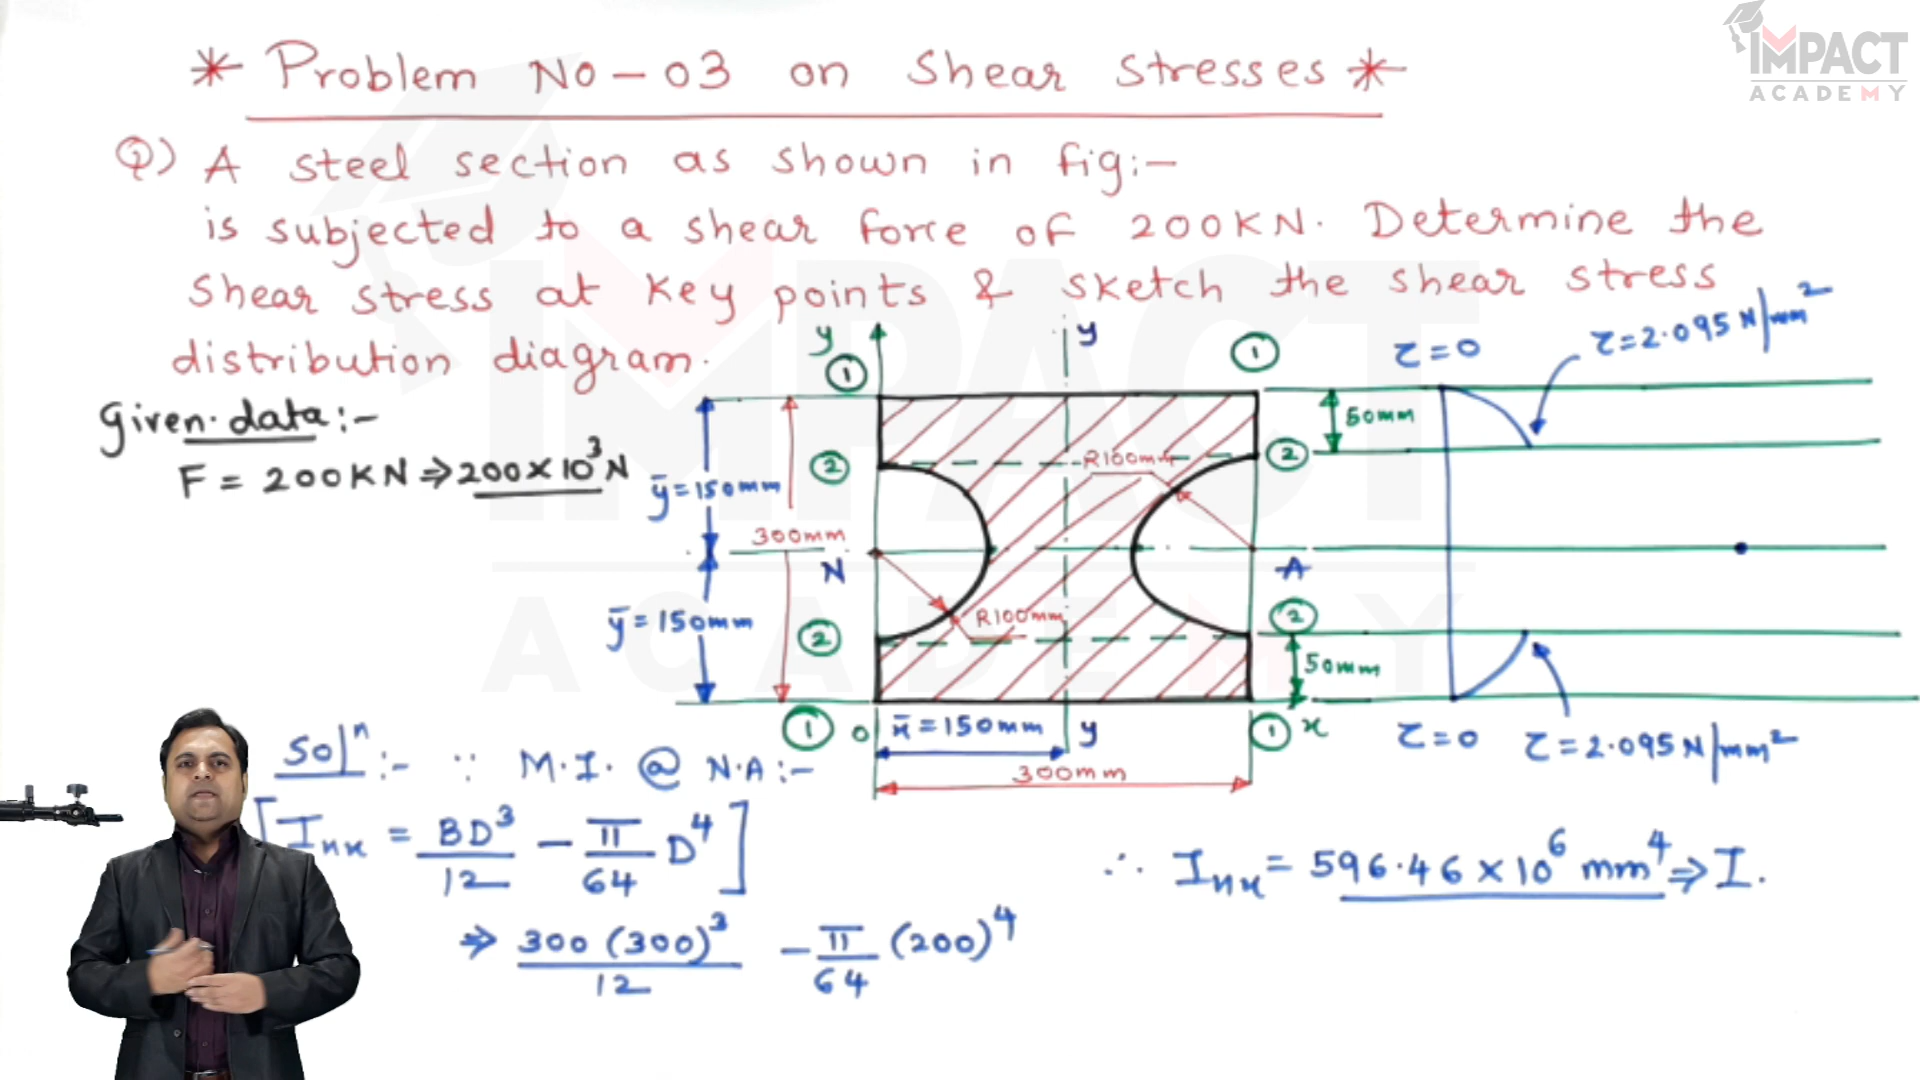 IMPACT
ACADEMY
* Problem No-03 on Shear Stresses *
Q) A steel section as shown in fig:-
is subjected to a shear force of 200KN. Determine the
shear stress at key points & sketch the shear stress
distribution diagram.
Given data:-
F = 200KN ⇒ 200×10³N
y
y
① ①
τ=0
τ=2.095 N/mm²
50mm
② ②
R100mm
ȳ=150mm
300mm
N A
ȳ=150mm
R100mm
② ②
50mm
① o x̄=150mm y ① x
τ=0 τ=2.095N/mm²
300mm
Solⁿ:- ∵ M.I. @ N.A:-
[Ixx = BD³/12 - π/64 D⁴]
∴ Ixx = 596.46×10⁶ mm⁴ ⇒ I.
⇒ 300(300)³/12 - π/64 (200)⁴
IMPACT
ACADEMY